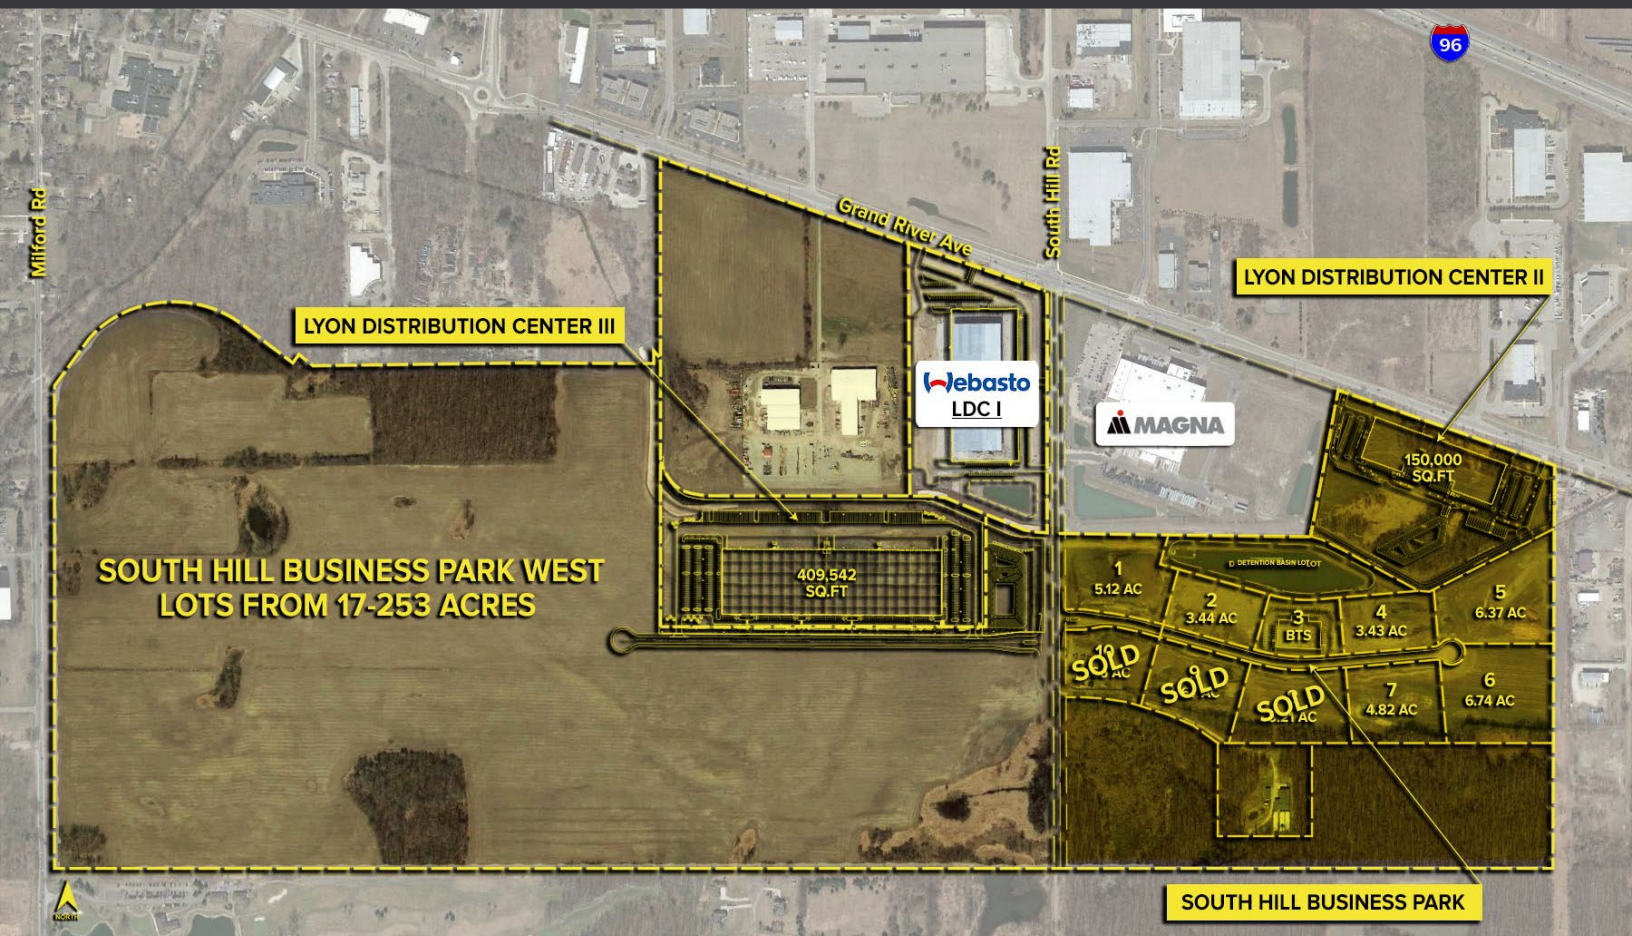 96
Milford Rd
Grand River Ave
South Hill Rd
LYON DISTRIBUTION CENTER II
LYON DISTRIBUTION CENTER III
Webasto
LDC I
MAGNA
150,000
SQ.FT
SOUTH HILL BUSINESS PARK WEST
LOTS FROM 17-253 ACRES
409,542
SQ.FT
D DETENTION BASIN LOT
1
5.12 AC
2
3.44 AC
3
BTS
4
3.43 AC
5
6.37 AC
SOLD
AC
SOLD
SOLD
AC
7
4.82 AC
6
6.74 AC
SOUTH HILL BUSINESS PARK
NORTH